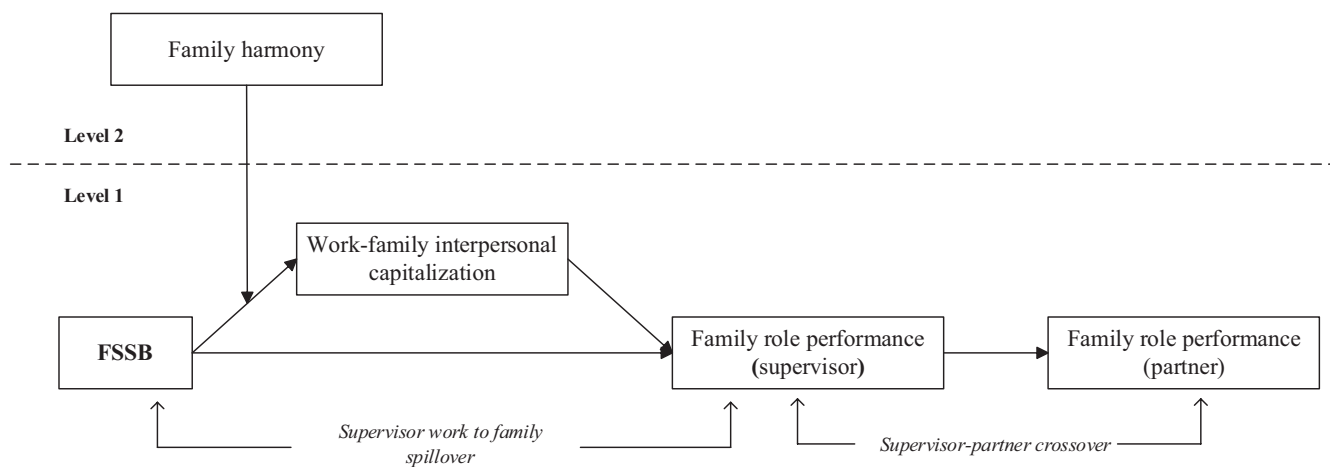 Family harmony
Level 2
Level 1
Work-family interpersonal
capitalization
FSSB
Family role performance
(supervisor)
Family role performance
(partner)
Supervisor work to family
spillover
Supervisor-partner crossover